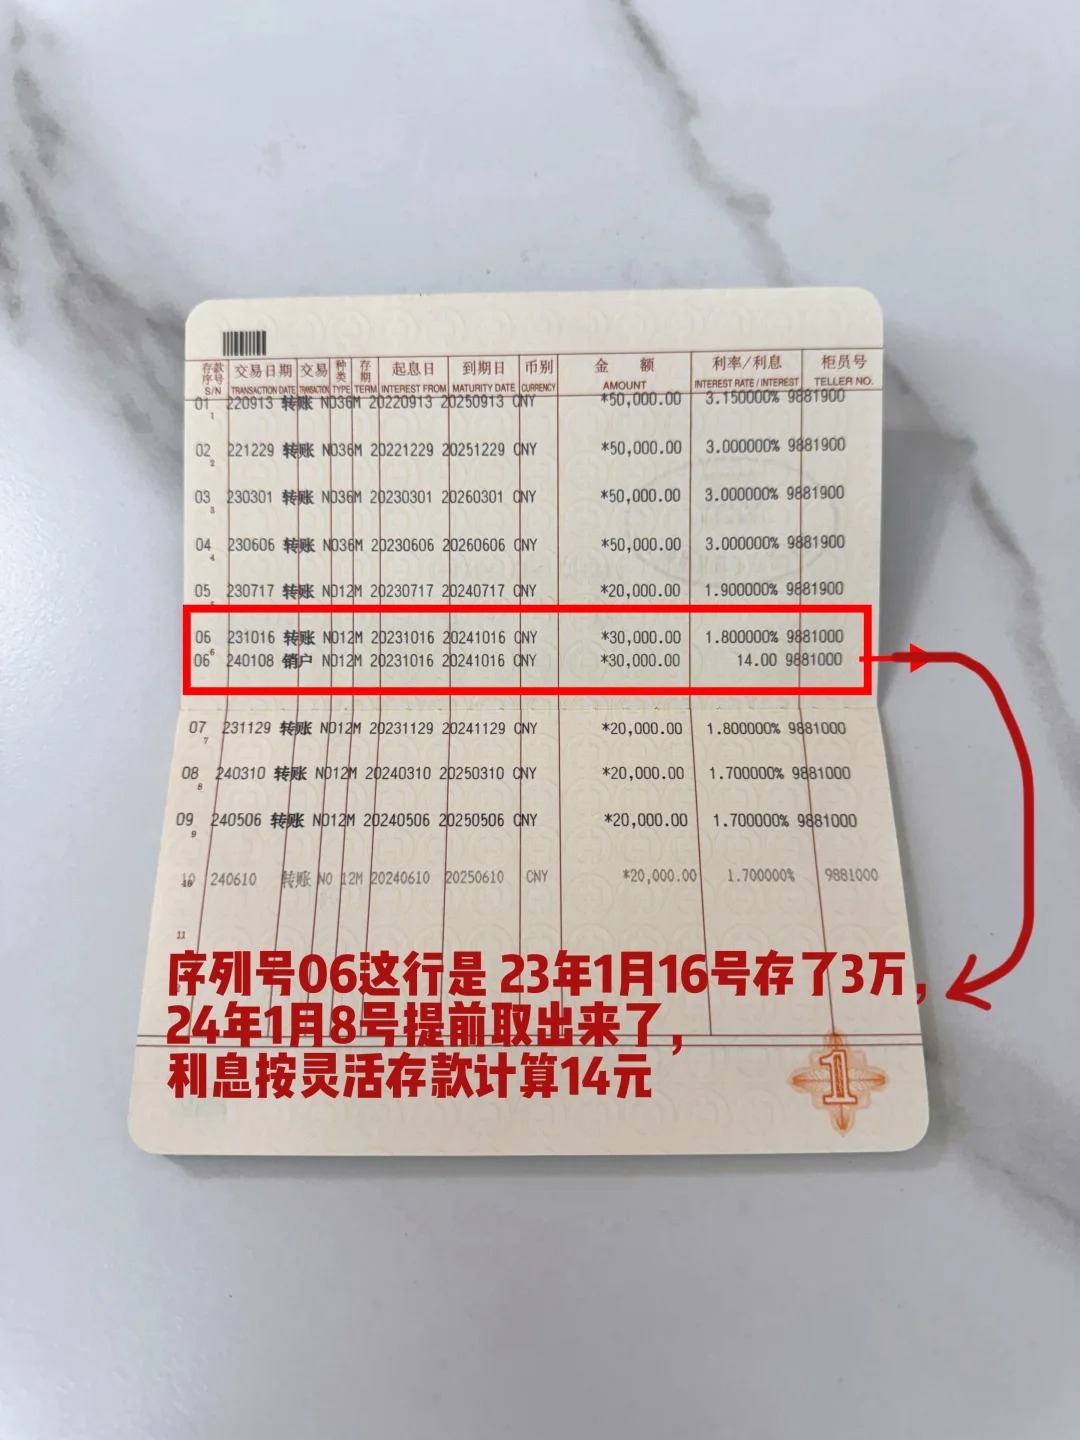 存款序号 交易日期 交易 种类 存期 起息日 到期日 币别 金 额 利率/利息 柜员号
S/N TRANSACTION DATE TRANSACTION TYPE TERM INTEREST FROM MATURITY DATE CURRENCY AMOUNT INTEREST RATE / INTEREST TELLER NO.
01 220913 转账 N036M 20220913 20250913 CNY *50,000.00 3.150000% 9881900
1
02 221229 转账 N036M 20221229 20251229 CNY *50,000.00 3.000000% 9881900
2
03 230301 转账 N036M 20230301 20260301 CNY *50,000.00 3.000000% 9881900
3
04 230606 转账 N036M 20230606 20260606 CNY *50,000.00 3.000000% 9881900
4
05 230717 转账 N012M 20230717 20240717 CNY *20,000.00 1.900000% 9881900
5
06 231016 转账 N012M 20231016 20241016 CNY *30,000.00 1.800000% 9881000
6
06 240108 销户 N012M 20231016 20241016 CNY *30,000.00 14.00 9881000
07 231129 转账 N012M 20231129 20241129 CNY *20,000.00 1.800000% 9881000
7
08 240310 转账 N012M 20240310 20250310 CNY *20,000.00 1.700000% 9881000
8
09 240506 转账 N012M 20240506 20250506 CNY *20,000.00 1.700000% 9881000
9
10 240610 转账 N0 12M 20240610 20250610 CNY *20,000.00 1.700000% 9881000
10
11
序列号06这行是 23年1月16号存了3万，
24年1月8号提前取出来了，
利息按灵活存款计算14元
1